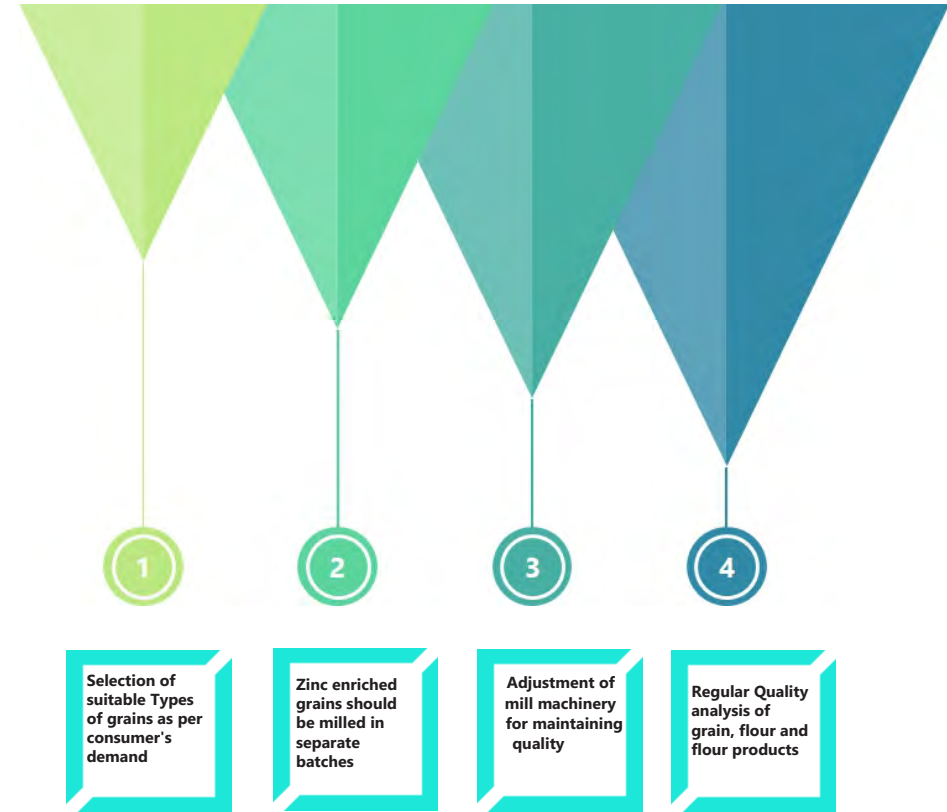 1
2
3
4
Selection of
suitable Types
of grains as per
consumer's
demand
Zinc enriched
grains should
be milled in
separate
batches
Adjustment of
mill machinery
for maintaining
quality
Regular Quality
analysis of
grain, flour and
flour products